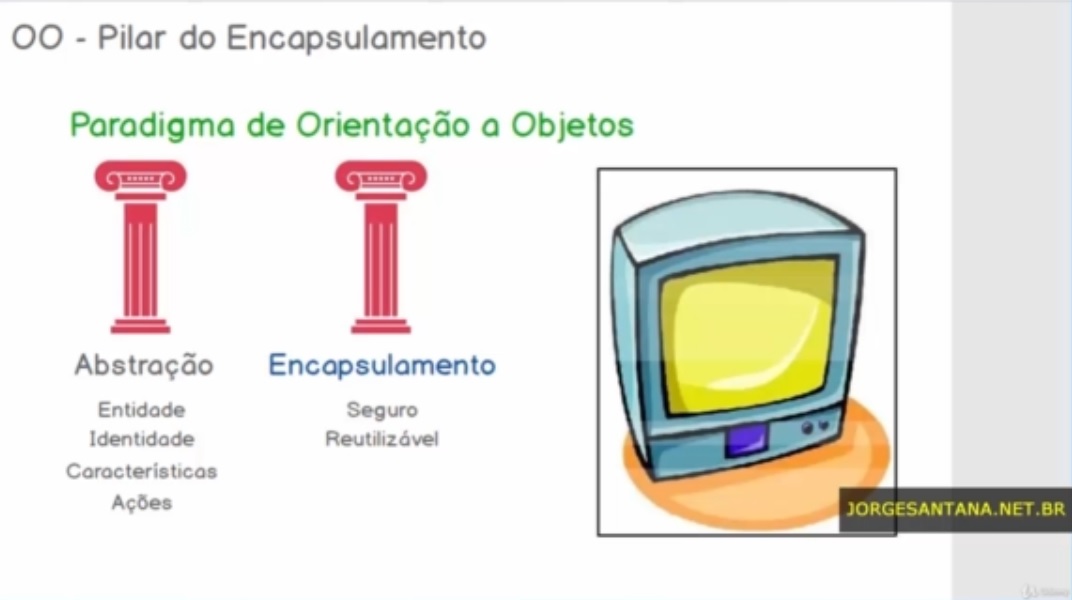 OO - Pilar do Encapsulamento
Paradigma de Orientação a Objetos
Abstração
Entidade
Identidade
Características
Ações
Encapsulamento
Seguro
Reutilizável
JORGESANTANA.NET.BR